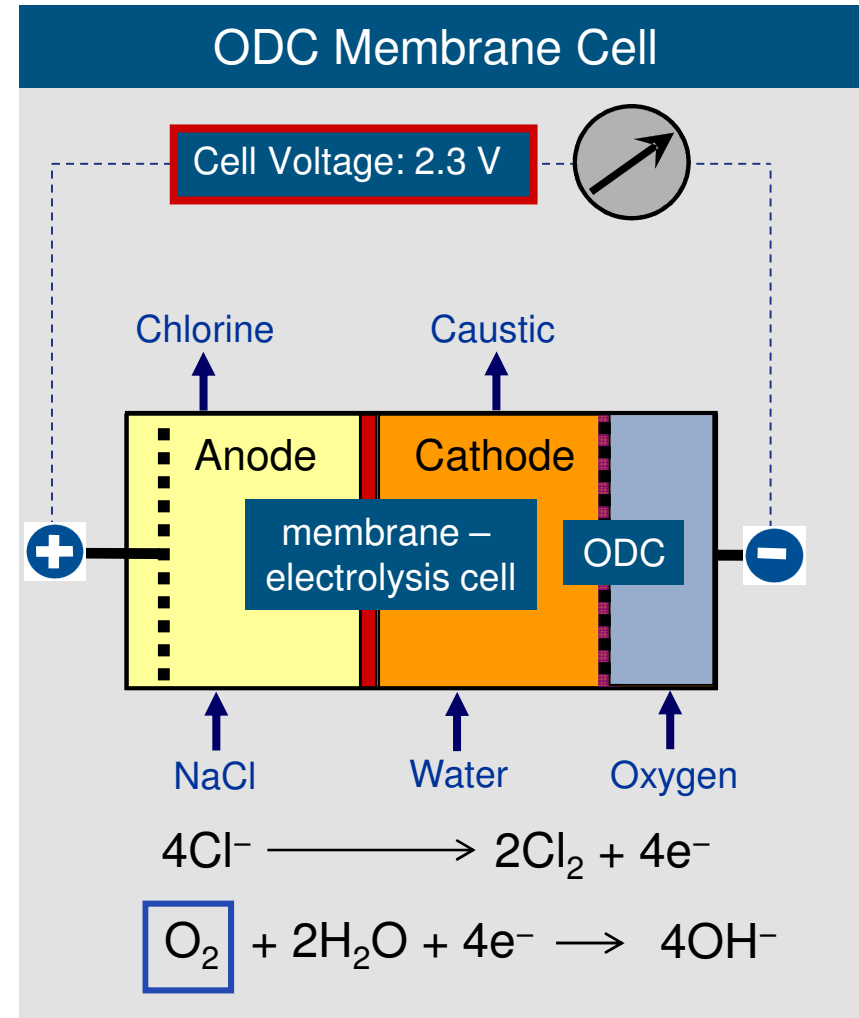 ODC Membrane Cell
Cell Voltage: 2.3 V
Chlorine
Caustic
Anode
Cathode
+
membrane –
electrolysis cell
ODC
–
NaCl
Water
Oxygen
4Cl⁻ ⟶ 2Cl₂ + 4e⁻
O₂ + 2H₂O + 4e⁻ → 4OH⁻